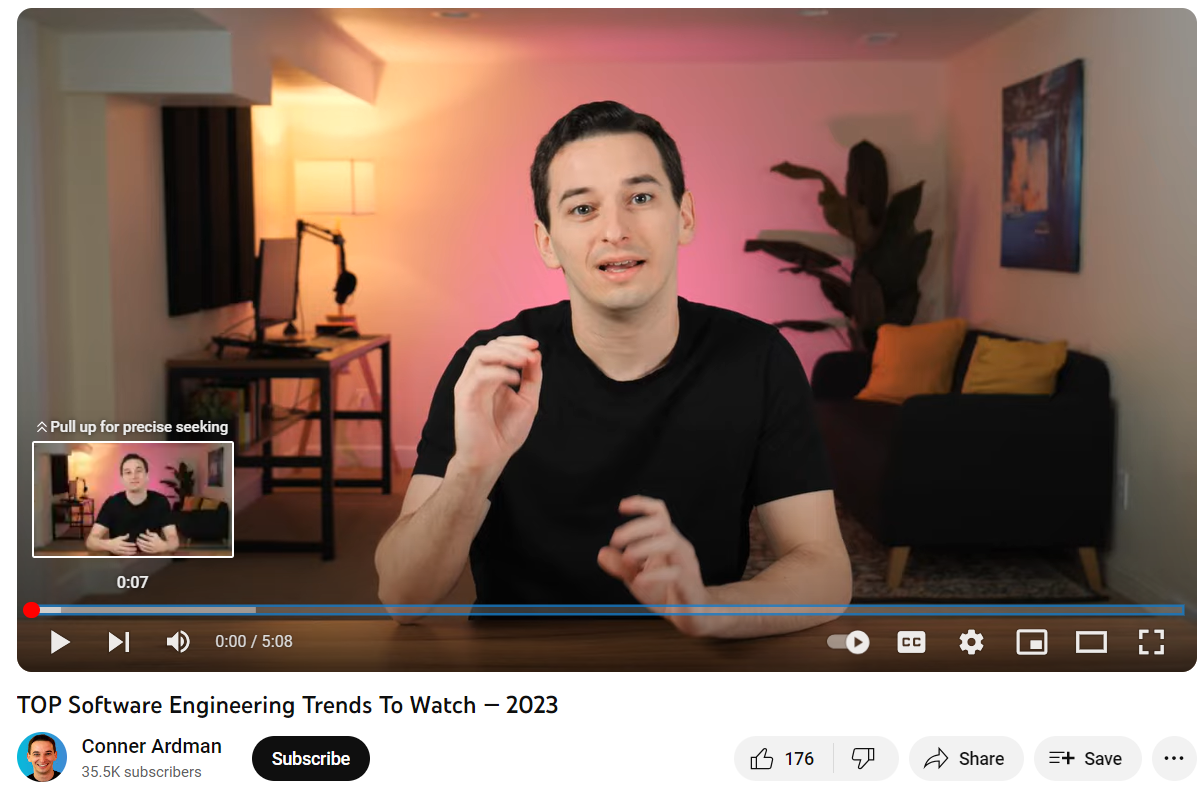 Pull up for precise seeking
0:07
0:00 / 5:08
CC
TOP Software Engineering Trends To Watch – 2023
Conner Ardman
35.5K subscribers
Subscribe
176
Share
Save